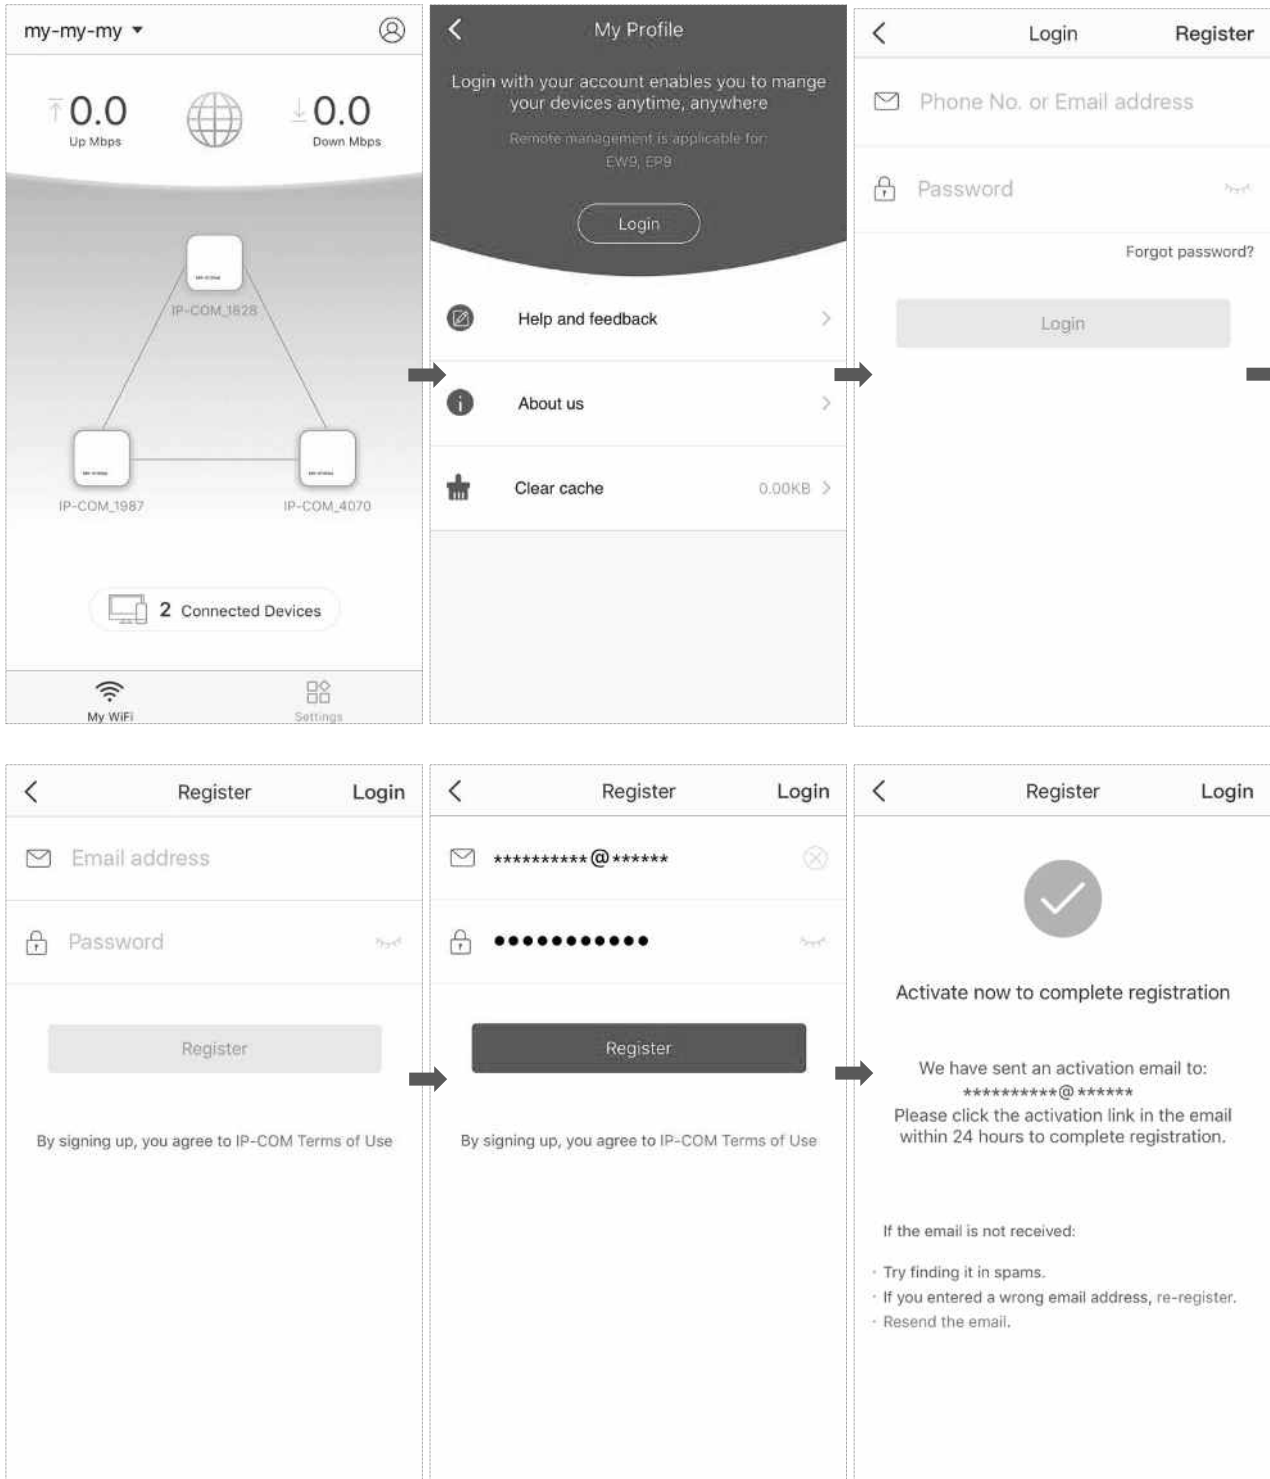 my-my-my
0.0
Up Mbps
0.0
Down Mbps
IP-COM_1628
IP-COM_1987
IP-COM_4070
2 Connected Devices
My WiFi
Settings
My Profile
Login with your account enables you to mange
your devices anytime, anywhere
Remote management is applicable for:
EW9, EP9
Login
Help and feedback
About us
Clear cache 0.00KB
Login Register
Phone No. or Email address
Password
Forgot password?
Login
Register Login
Email address
Password
Register
By signing up, you agree to IP-COM Terms of Use
Register Login
**********@******
●●●●●●●●●●●
Register
By signing up, you agree to IP-COM Terms of Use
Register Login
Activate now to complete registration
We have sent an activation email to:
**********@******
Please click the activation link in the email
within 24 hours to complete registration.
If the email is not received:
· Try finding it in spams.
· If you entered a wrong email address, re-register.
· Resend the email.